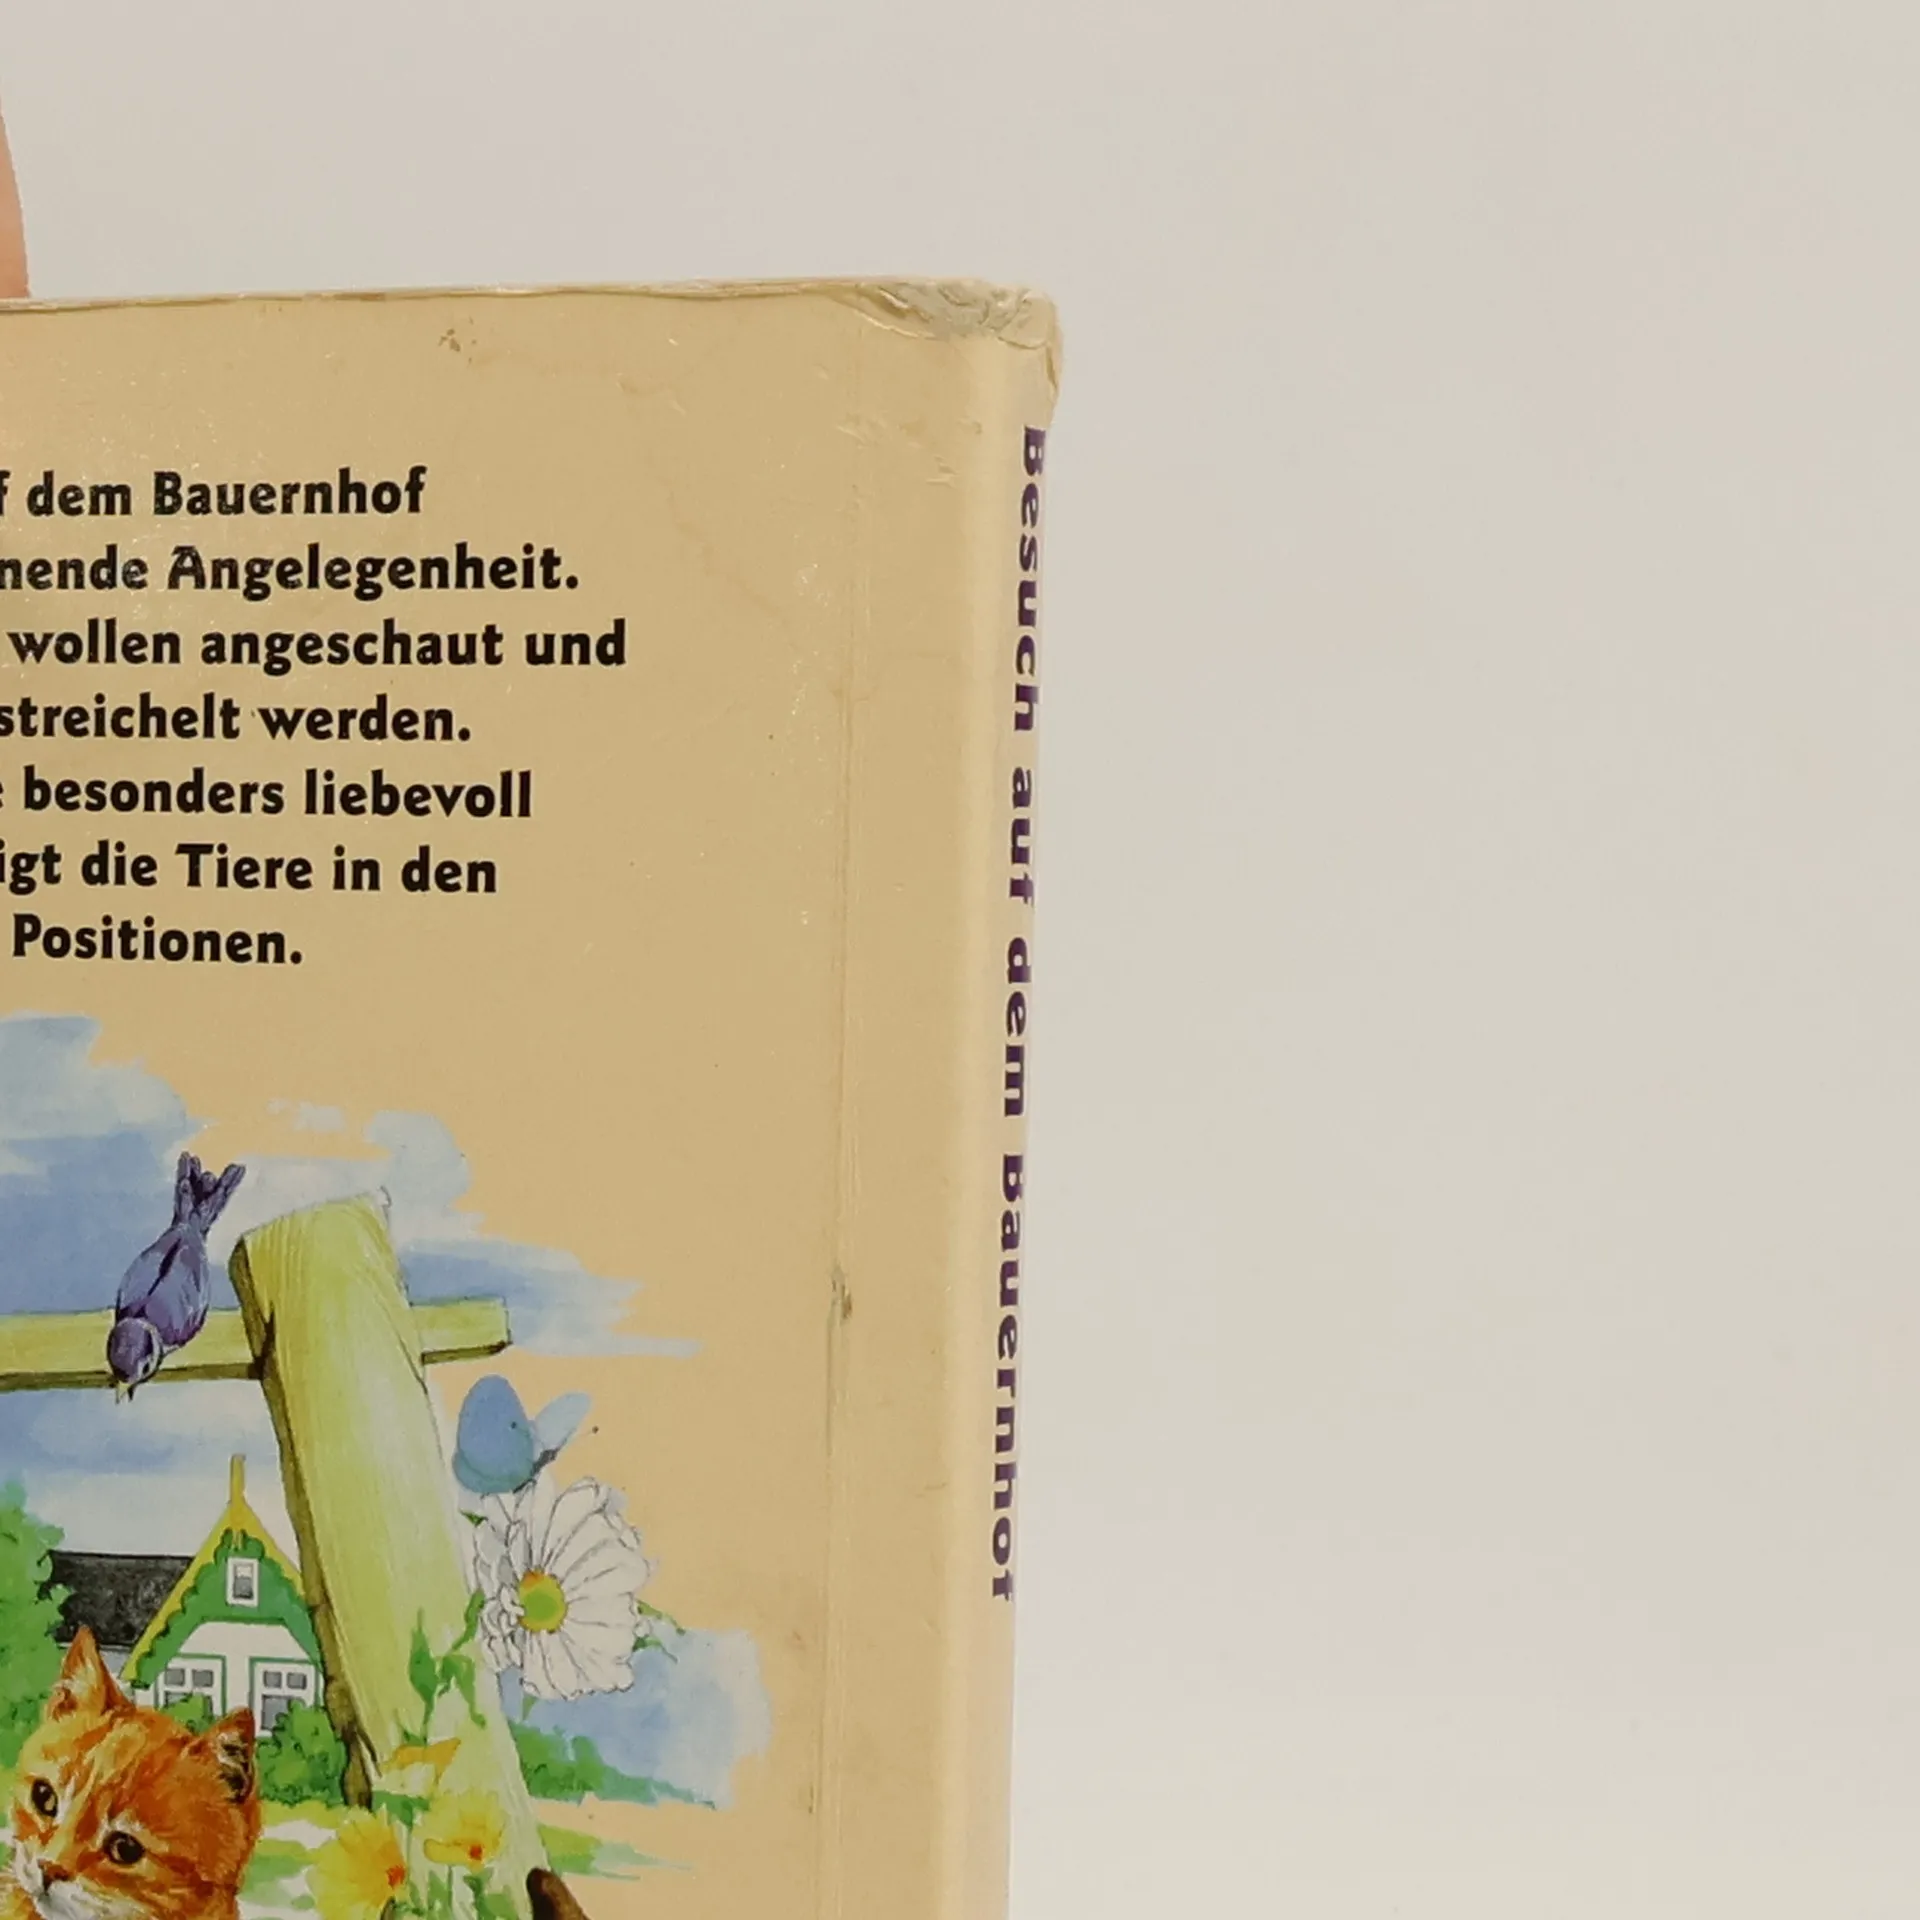 dem Bauernhof
nende Angelegenheit.
wollen angeschaut und
streichelt werden.
besonders liebevoll
igt die Tiere in den
Positionen.
Besuch auf dem Bauernhof